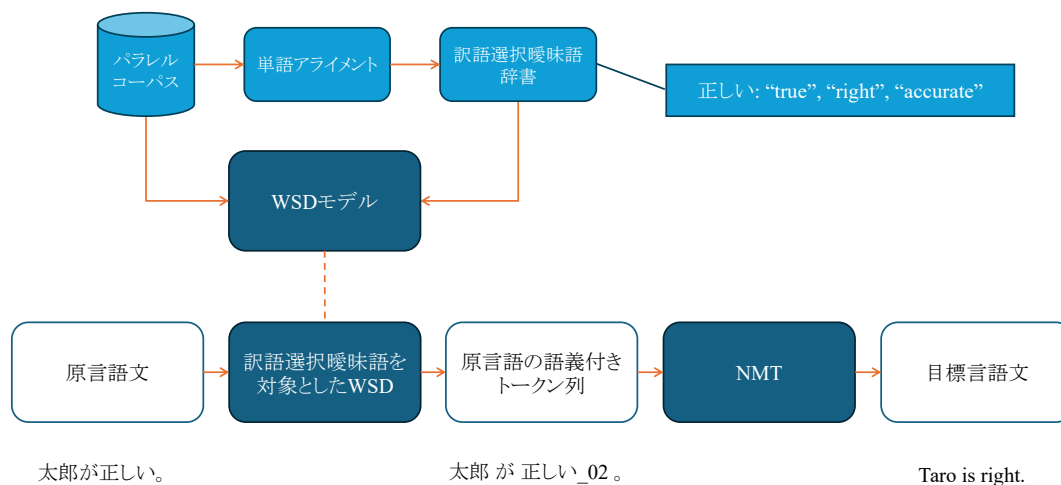 パラレル
コーパス
単語アライメント
訳語選択曖昧語
辞書
正しい: “true”, “right”, “accurate”
WSDモデル
原言語文
訳語選択曖昧語を
対象としたWSD
原言語の語義付き
トークン列
NMT
目標言語文
太郎が正しい。
太郎 が 正しい_02 。
Taro is right.